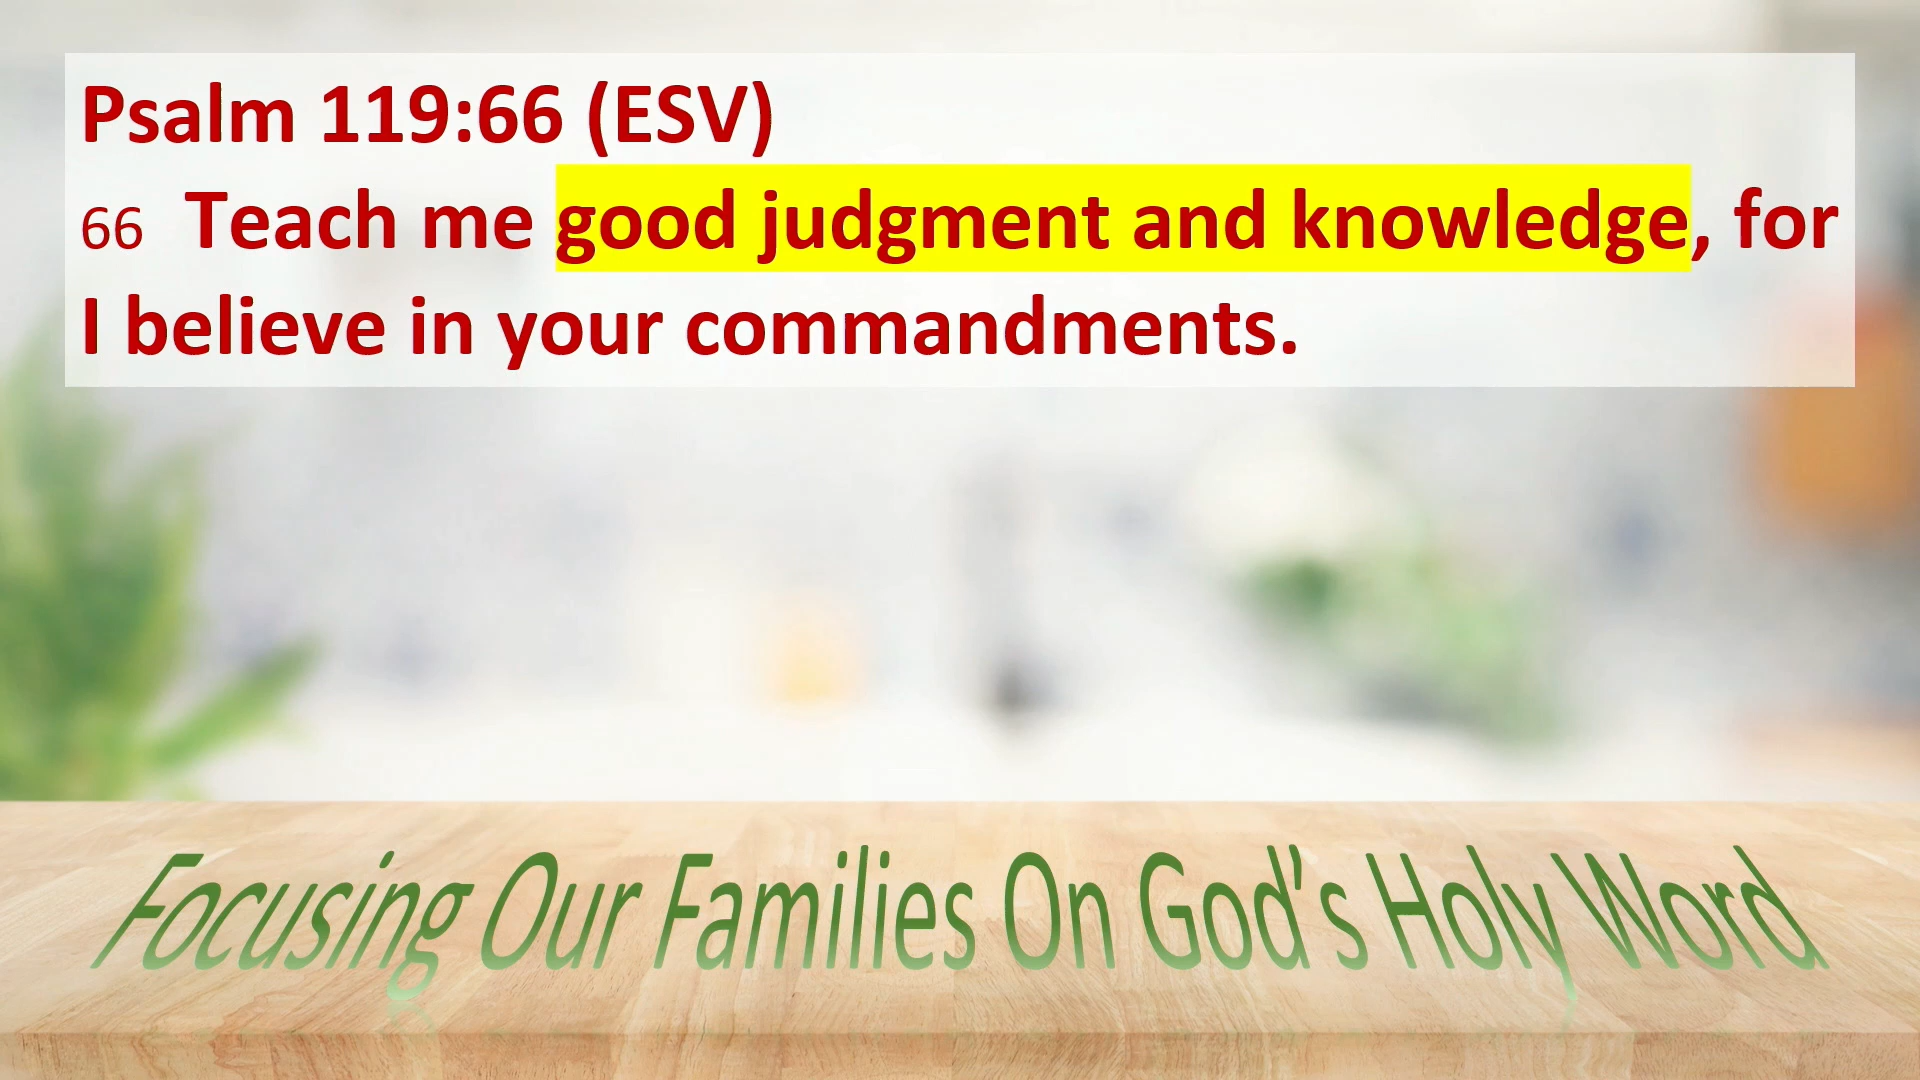 Psalm 119:66 (ESV)
66 Teach me good judgment and knowledge, for
I believe in your commandments.
Focusing Our Families On God's Holy Word